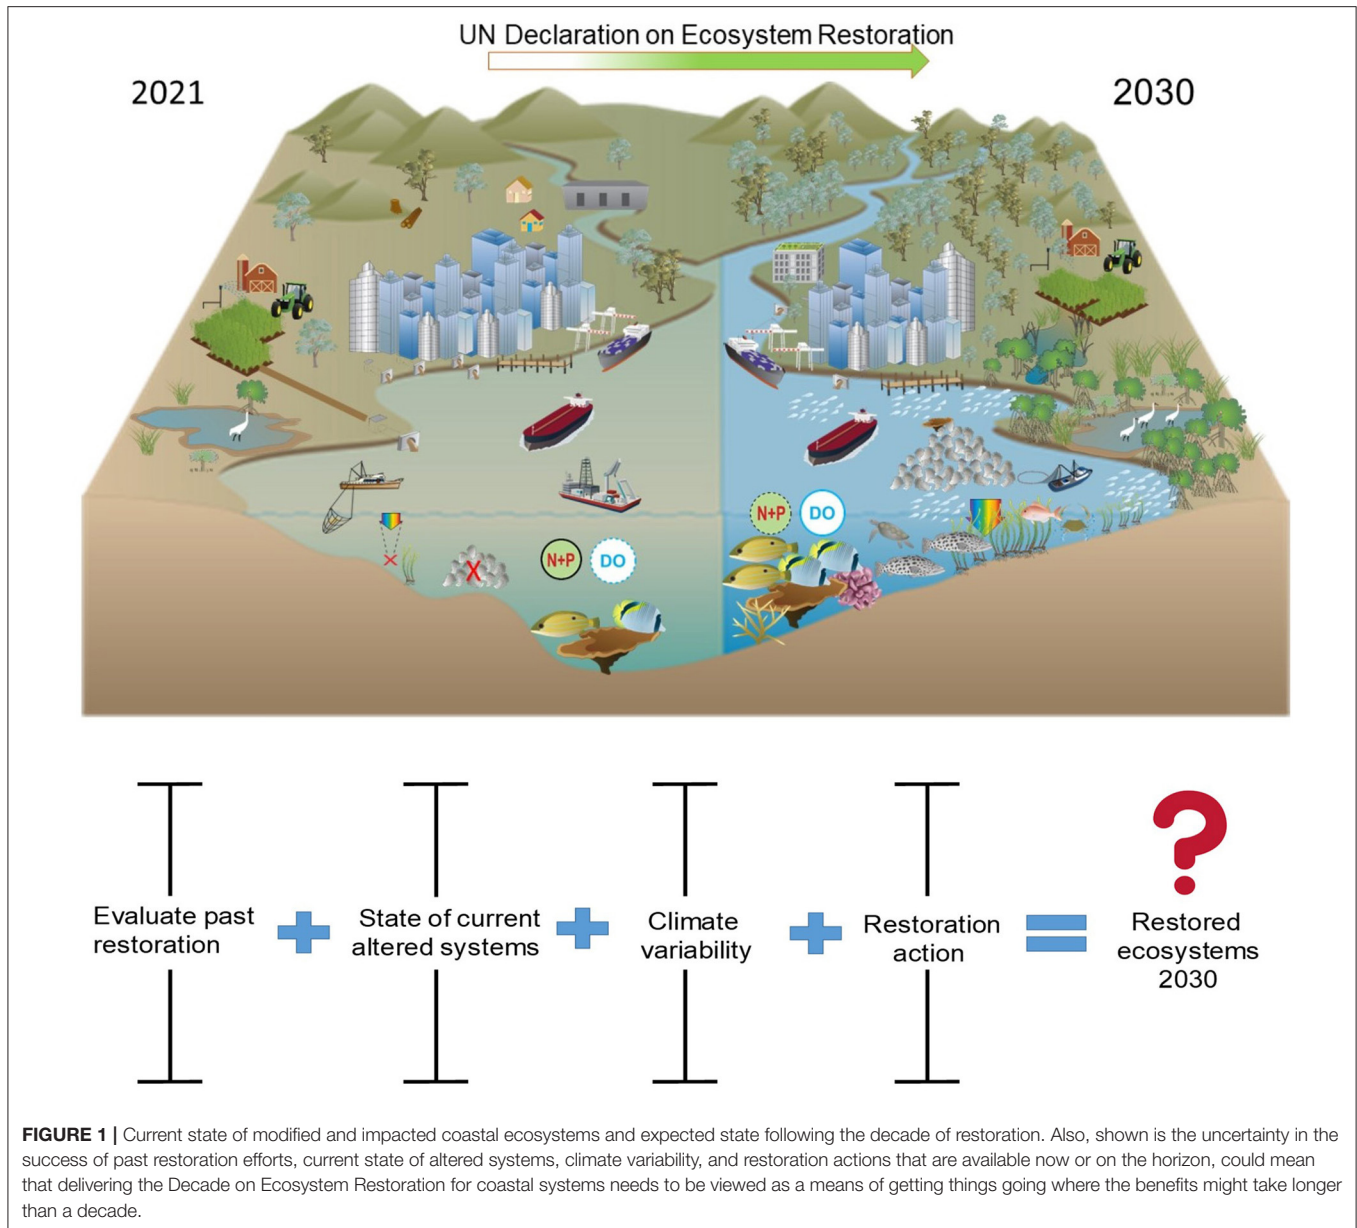 UN Declaration on Ecosystem Restoration
2021
2030
N+P
DO
N+P
DO
X
Evaluate past
restoration
State of current
altered systems
Climate
variability
Restoration
action
?
Restored
ecosystems
2030
FIGURE 1 | Current state of modified and impacted coastal ecosystems and expected state following the decade of restoration. Also, shown is the uncertainty in the
success of past restoration efforts, current state of altered systems, climate variability, and restoration actions that are available now or on the horizon, could mean
that delivering the Decade on Ecosystem Restoration for coastal systems needs to be viewed as a means of getting things going where the benefits might take longer
than a decade.